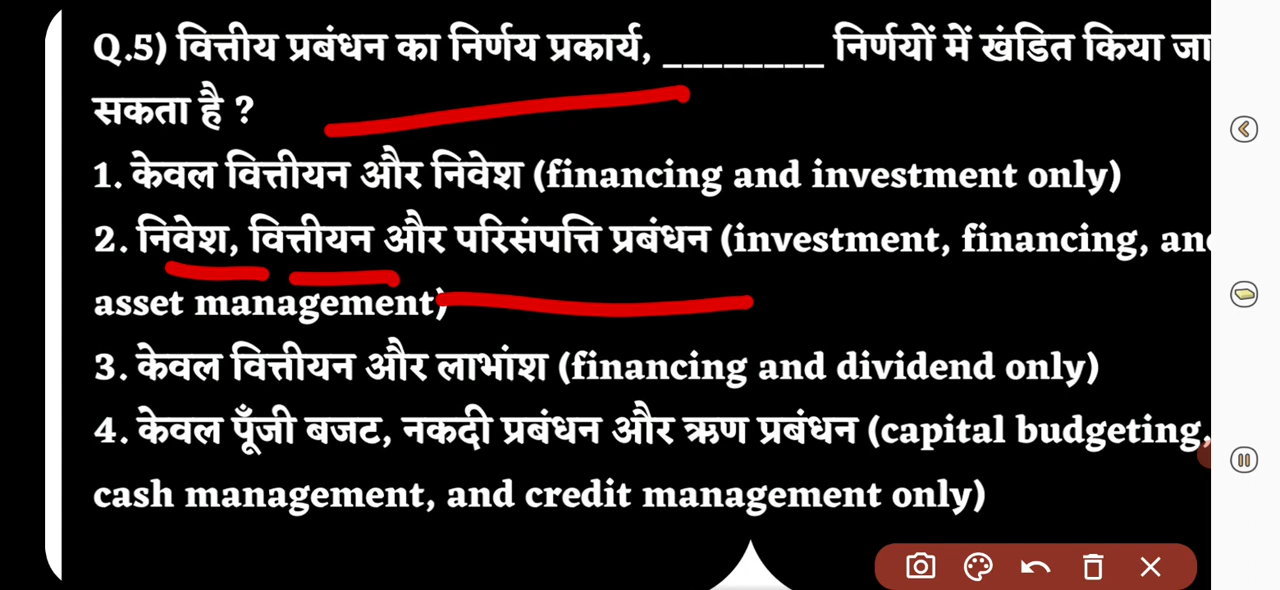 Q.5) वित्तीय प्रबंधन का निर्णय प्रकार्य, ________ निर्णयों में खंडित किया जा
सकता है ?
1. केवल वित्तीयन और निवेश (financing and investment only)
2. निवेश, वित्तीयन और परिसंपत्ति प्रबंधन (investment, financing, and
asset management)
3. केवल वित्तीयन और लाभांश (financing and dividend only)
4. केवल पूँजी बजट, नकदी प्रबंधन और ऋण प्रबंधन (capital budgeting,
cash management, and credit management only)